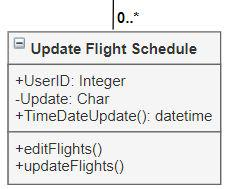 0..*
Update Flight Schedule
+UserID: Integer
-Update: Char
+TimeDateUpdate(): datetime
+editFlights()
+updateFlights()